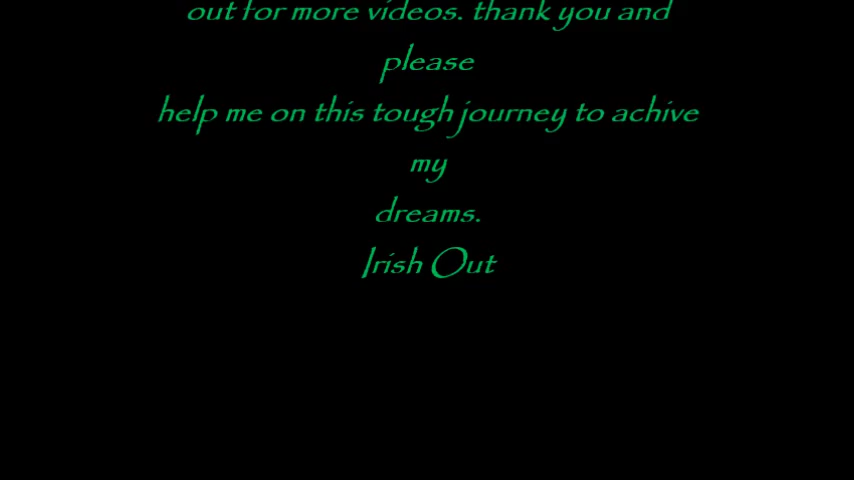 out for more videos. thank you and
please
help me on this tough journey to achive
my
dreams.
Irish Out